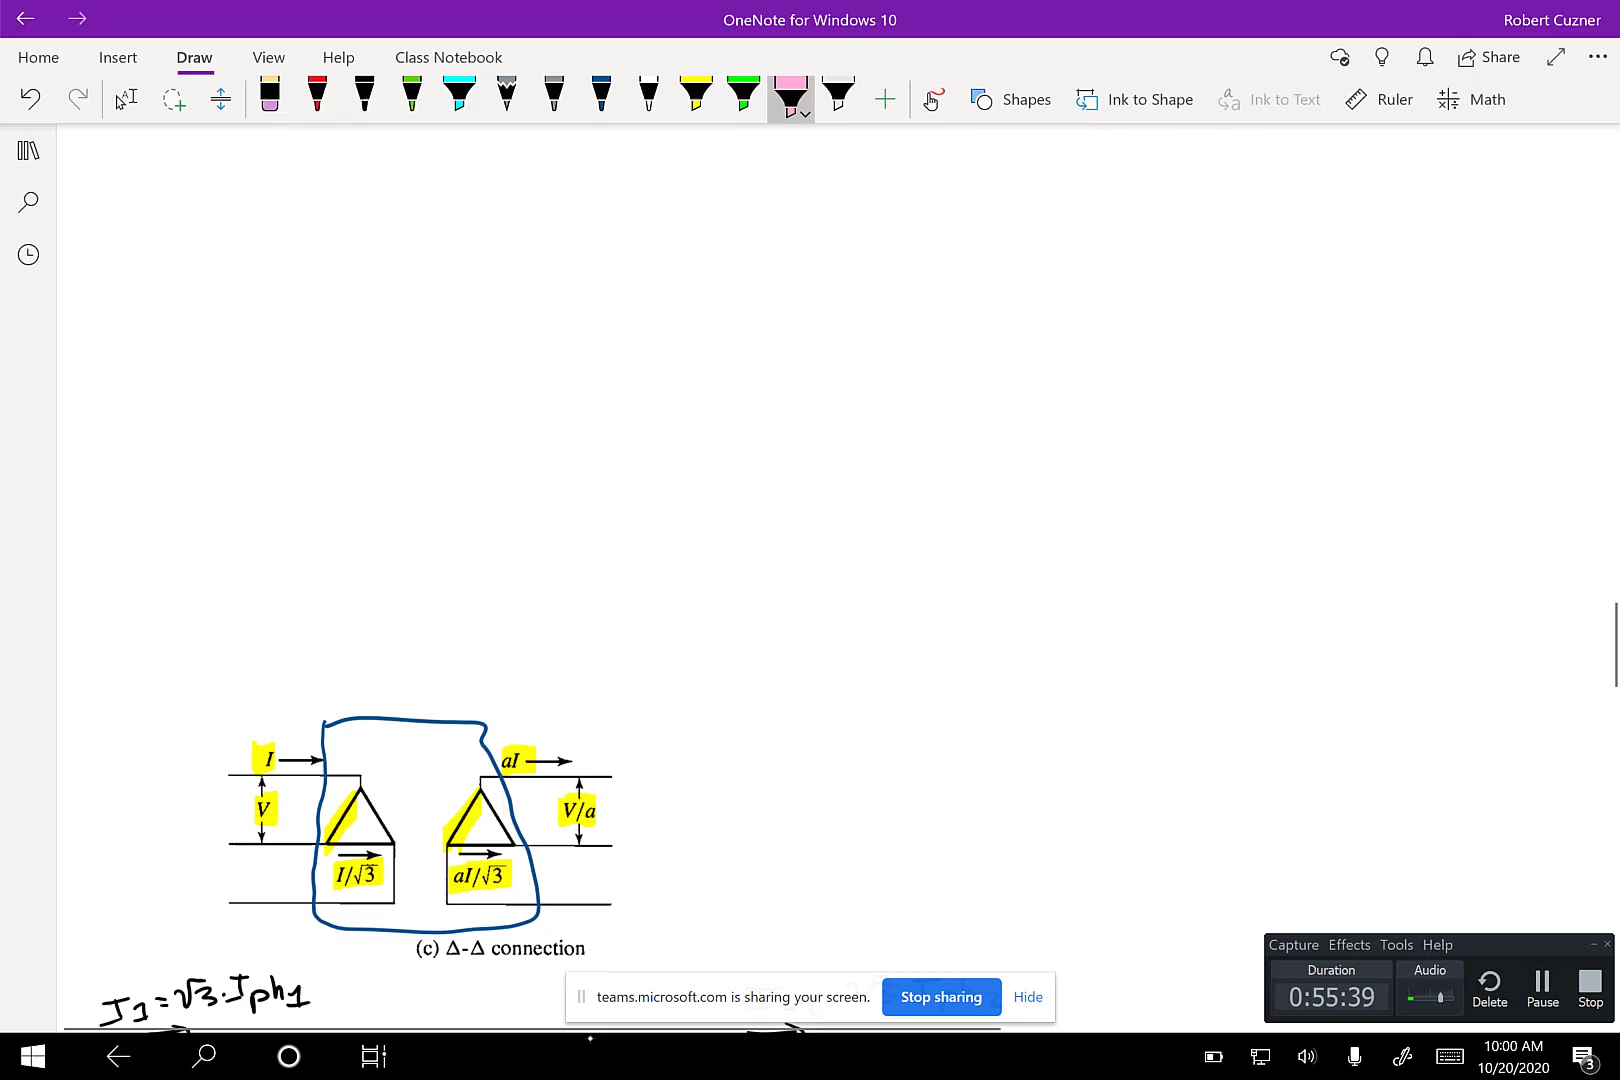 OneNote for Windows 10
Robert Cuzner
Home Insert Draw View Help Class Notebook
Share
Shapes Ink to Shape Ink to Text Ruler Math
I
aI
V
V/a
I/√3
aI/√3
(c) Δ-Δ connection
I1 = √3 · Iph1
teams.microsoft.com is sharing your screen. Stop sharing Hide
Capture Effects Tools Help
Duration Audio
0:55:39 Delete Pause Stop
10:00 AM
10/20/2020
3